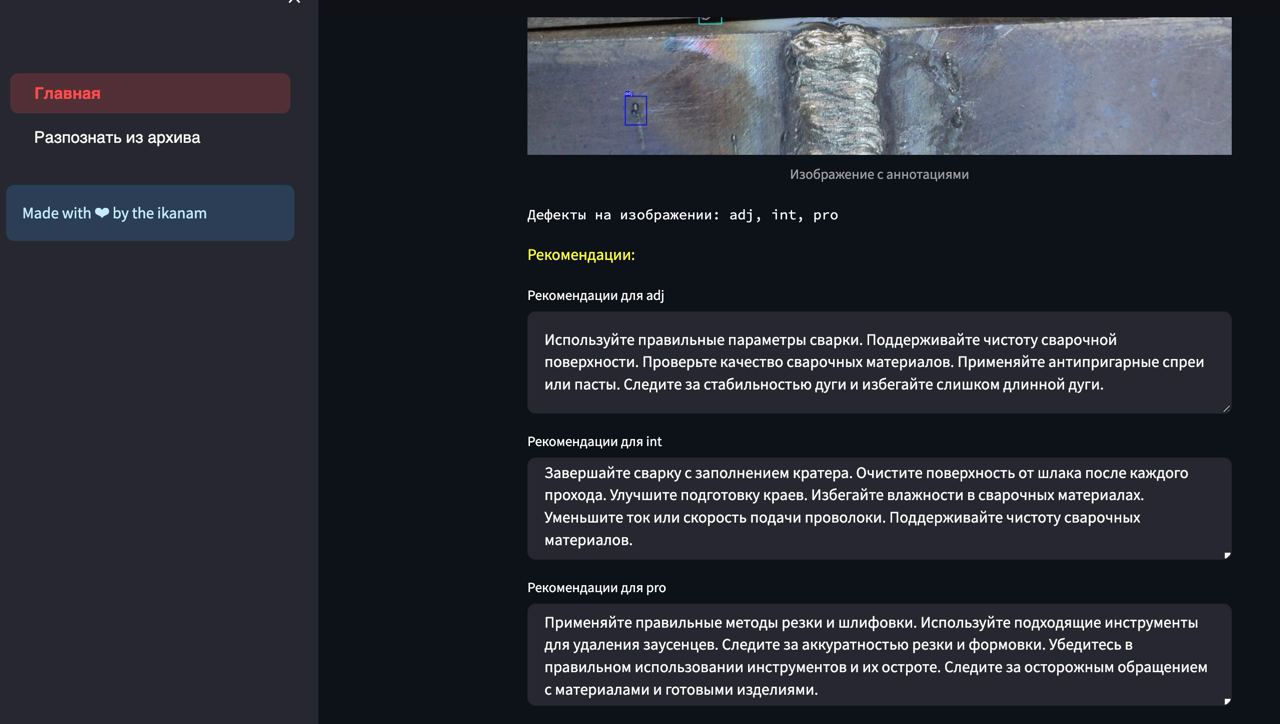 Главная
Разпознать из архива
Made with ❤ by the ikanam
Изображение с аннотациями
Дефекты на изображении: adj, int, pro
Рекомендации:
Рекомендации для adj
Используйте правильные параметры сварки. Поддерживайте чистоту сварочной
поверхности. Проверьте качество сварочных материалов. Применяйте антипригарные спреи
или пасты. Следите за стабильностью дуги и избегайте слишком длинной дуги.
Рекомендации для int
Завершайте сварку с заполнением кратера. Очистите поверхность от шлака после каждого
прохода. Улучшите подготовку краев. Избегайте влажности в сварочных материалах.
Уменьшите ток или скорость подачи проволоки. Поддерживайте чистоту сварочных
материалов.
Рекомендации для pro
Применяйте правильные методы резки и шлифовки. Используйте подходящие инструменты
для удаления заусенцев. Следите за аккуратностью резки и формовки. Убедитесь в
правильном использовании инструментов и их остроте. Следите за осторожным обращением
с материалами и готовыми изделиями.